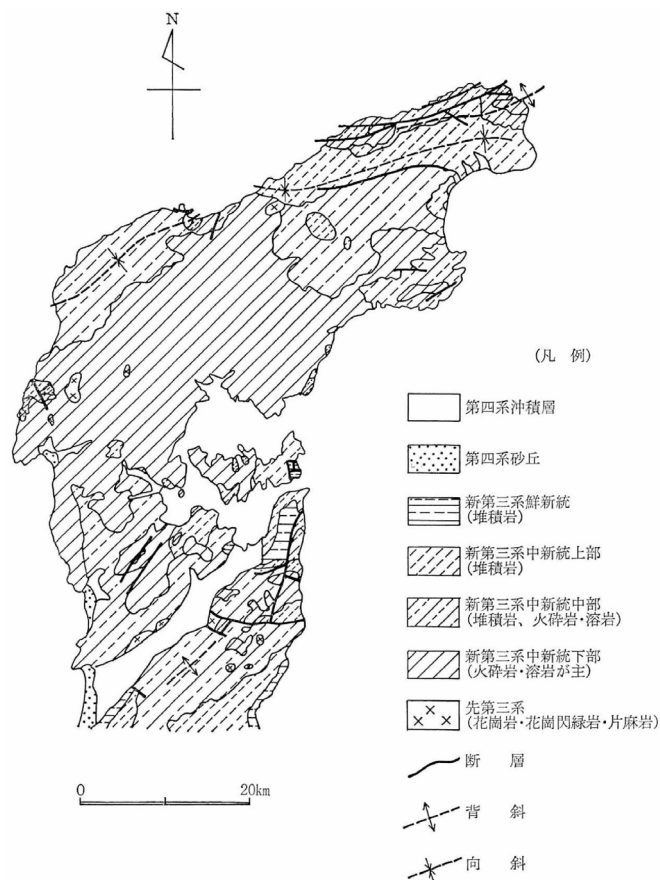 N
(凡 例)
第四系沖積層
第四系砂丘
新第三系鮮新統
(堆積岩)
新第三系中新統上部
(堆積岩)
新第三系中新統中部
(堆積岩、火砕岩・溶岩)
新第三系中新統下部
(火砕岩・溶岩が主)
先第三系
(花崗岩・花崗閃緑岩・片麻岩)
断 層
背 斜
向 斜
0 20km